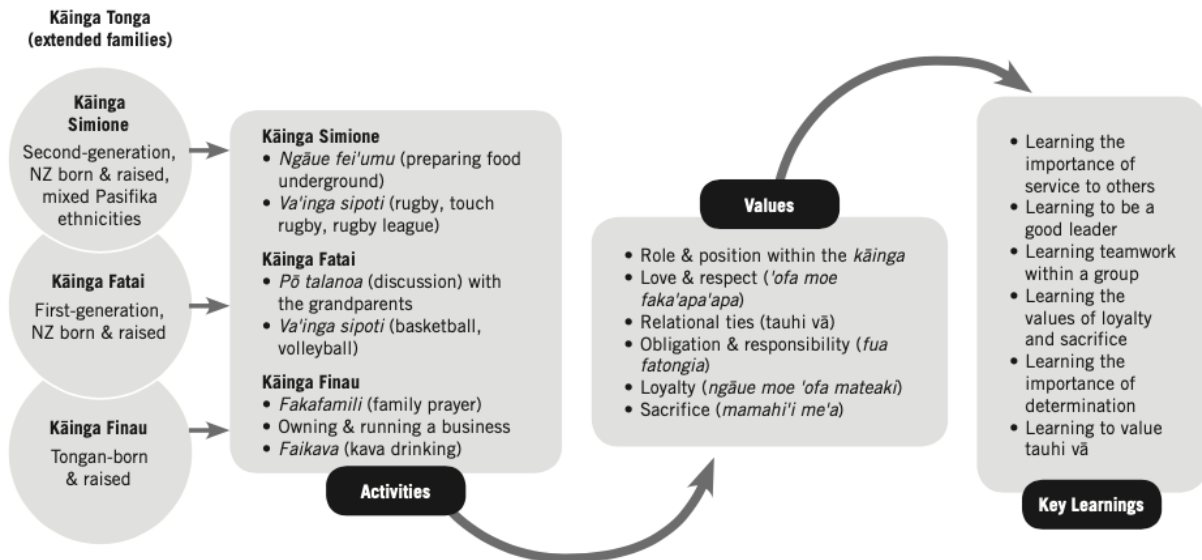 Kāinga Tonga
(extended families)
Kāinga
Simione
Second-generation,
NZ born & raised,
mixed Pasifika
ethnicities
Kāinga Fatai
First-generation,
NZ born & raised
Kāinga Finau
Tongan-born
& raised
Kāinga Simione
• Ngāue fei'umu (preparing food
underground)
• Va'inga sipoti (rugby, touch
rugby, rugby league)
Kāinga Fatai
• Pō talanoa (discussion) with
the grandparents
• Va'inga sipoti (basketball,
volleyball)
Kāinga Finau
• Fakafamili (family prayer)
• Owning & running a business
• Faikava (kava drinking)
Activities
Values
• Role & position within the kāinga
• Love & respect ('ofa moe
faka'apa'apa)
• Relational ties (tauhi vā)
• Obligation & responsibility (fua
fatongia)
• Loyalty (ngāue moe 'ofa mateaki)
• Sacrifice (mamahi'i me'a)
• Learning the
importance of
service to others
• Learning to be a
good leader
• Learning teamwork
within a group
• Learning the
values of loyalty
and sacrifice
• Learning the
importance of
determination
• Learning to value
tauhi vā
Key Learnings